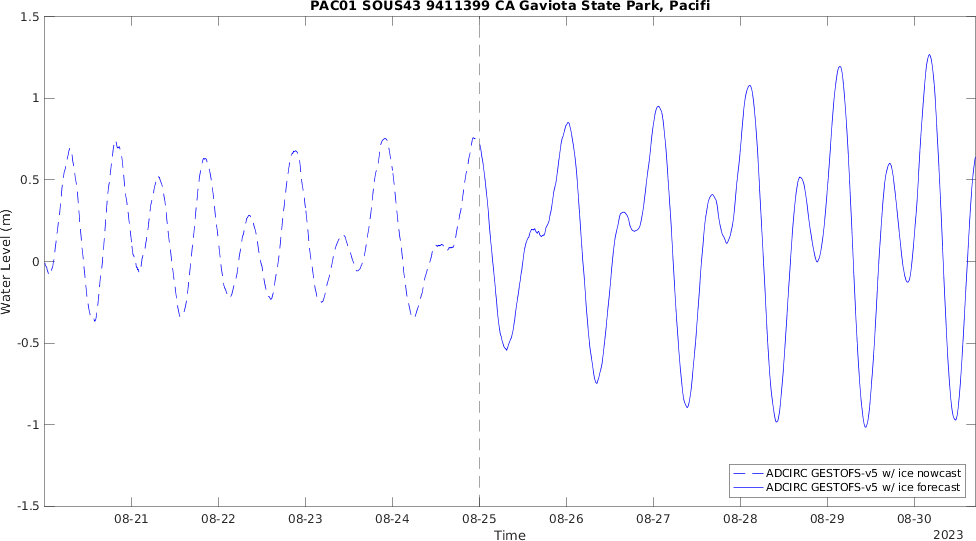 PAC01 SOUS43 9411399 CA Gaviota State Park, Pacifi
1.5
1
0.5
0
-0.5
-1
-1.5
Water Level (m)
08-21 08-22 08-23 08-24 08-25 08-26 08-27 08-28 08-29 08-30
Time
2023
ADCIRC GESTOFS-v5 w/ ice nowcast
ADCIRC GESTOFS-v5 w/ ice forecast